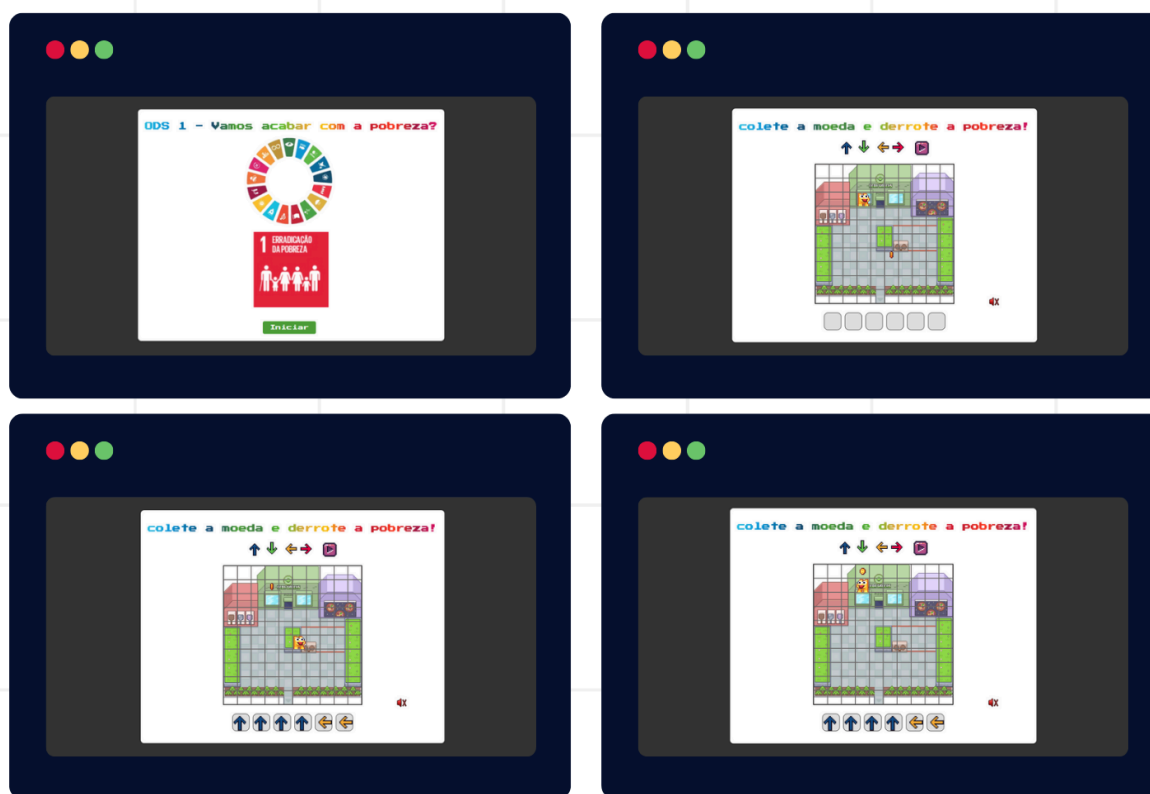 ODS 1 - Vamos acabar com a pobreza?
1 ERRADICAÇÃO
DA POBREZA
Iniciar
colete a moeda e derrote a pobreza!
colete a moeda e derrote a pobreza!
colete a moeda e derrote a pobreza!